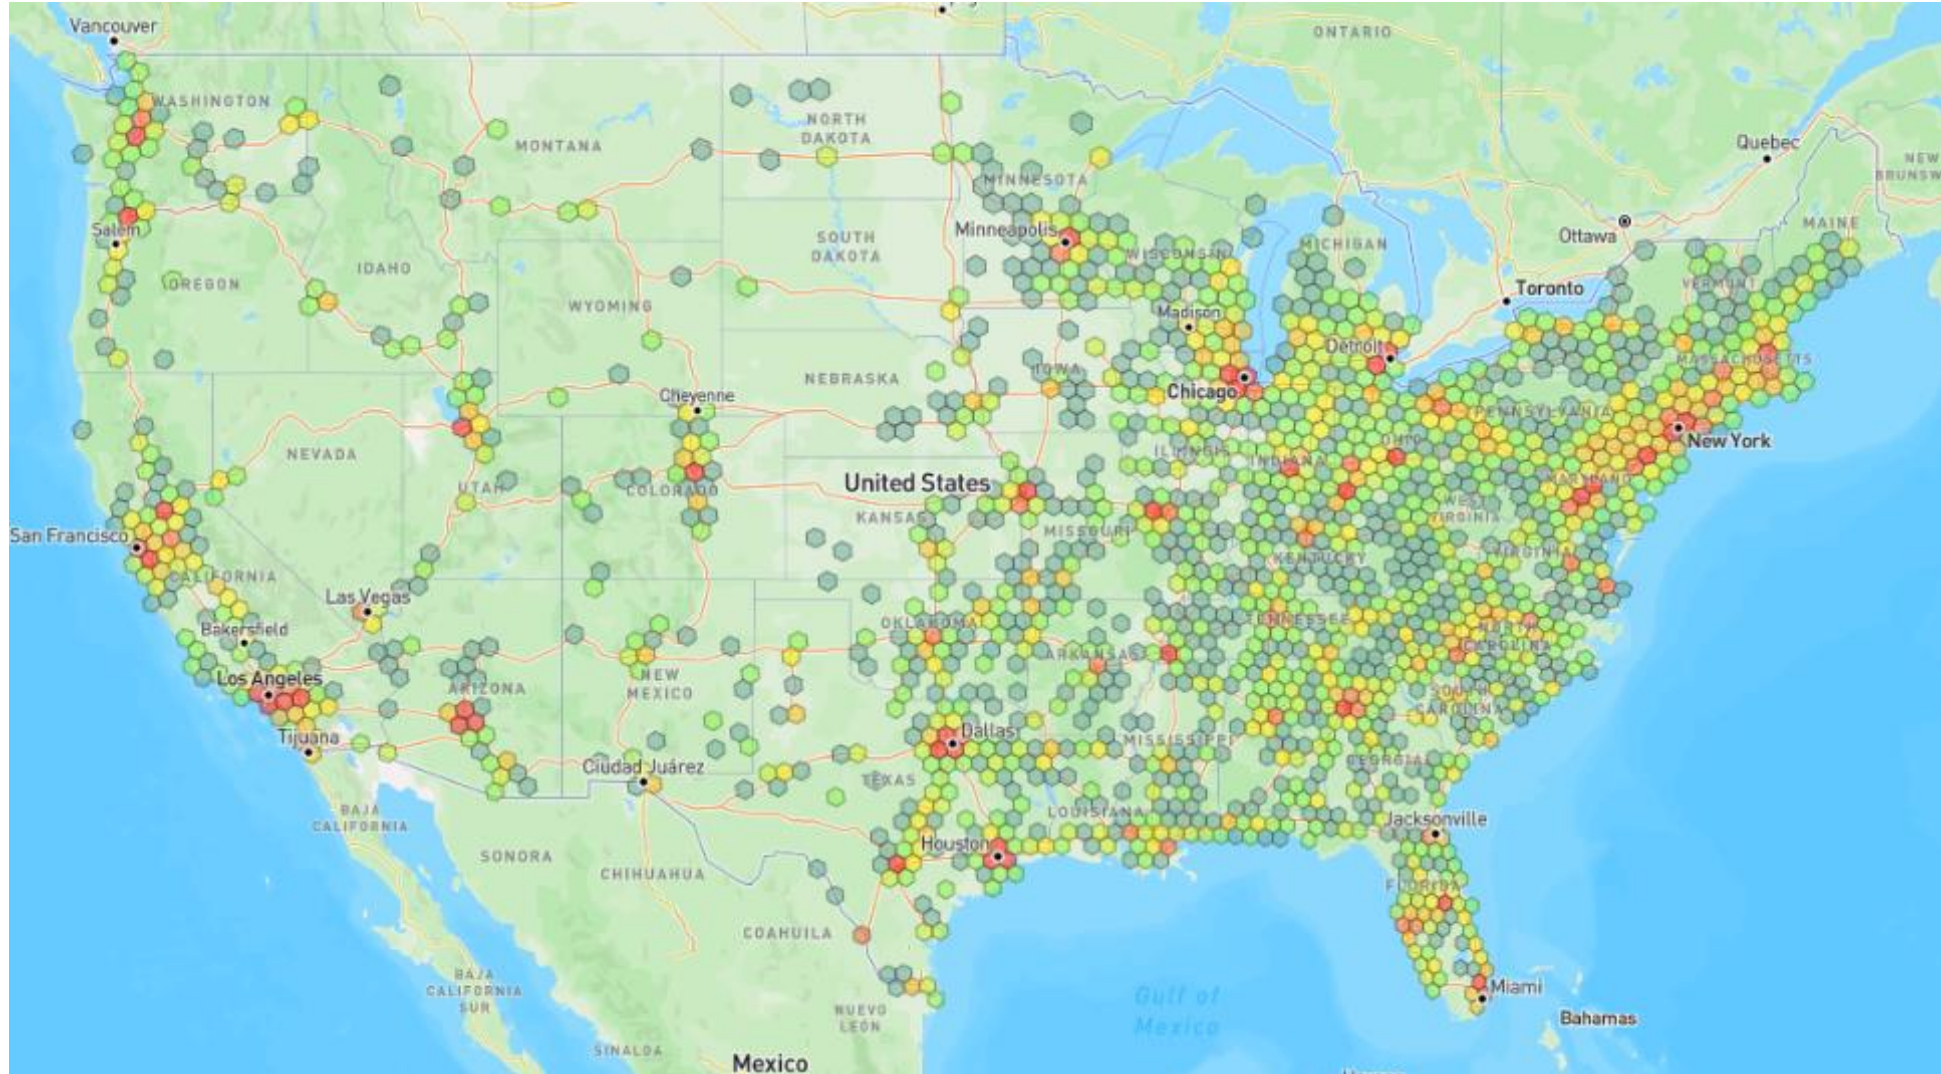 Vancouver
ONTARIO
WASHINGTON
NORTH
DAKOTA
MONTANA
Quebec
NEW
BRUNSW
MINNESOTA
MAINE
Salem
Minneapolis
Ottawa
SOUTH
DAKOTA
MICHIGAN
WISCONSIN
IDAHO
OREGON
VERMONT
Toronto
WYOMING
Madison
Detroit
MASSACHUSETTS
IOWA
NEBRASKA
Chicago
Cheyenne
PENNSYLVANIA
New York
OHIO
NEVADA
ILLINOIS
INDIANA
United States
UTAH
COLORADO
MARYLAND
WEST
VIRGINIA
KANSAS
MISSOURI
San Francisco
VIRGINIA
KENTUCKY
CALIFORNIA
Las Vegas
OKLAHOMA
TENNESSEE
Bakersfield
NORTH
CAROLINA
ARKANSAS
Los Angeles
NEW
MEXICO
ARIZONA
SOUTH
CAROLINA
Tijuana
Dallas
MISSISSIPPI
GEORGIA
Ciudad Juárez
TEXAS
BAJA
CALIFORNIA
LOUISIANA
Jacksonville
Houston
SONORA
CHIHUAHUA
FLORIDA
COAHUILA
BAJA
CALIFORNIA
SUR
Miami
Gulf of
Mexico
NUEVO
LEÓN
Bahamas
SINALOA
Mexico